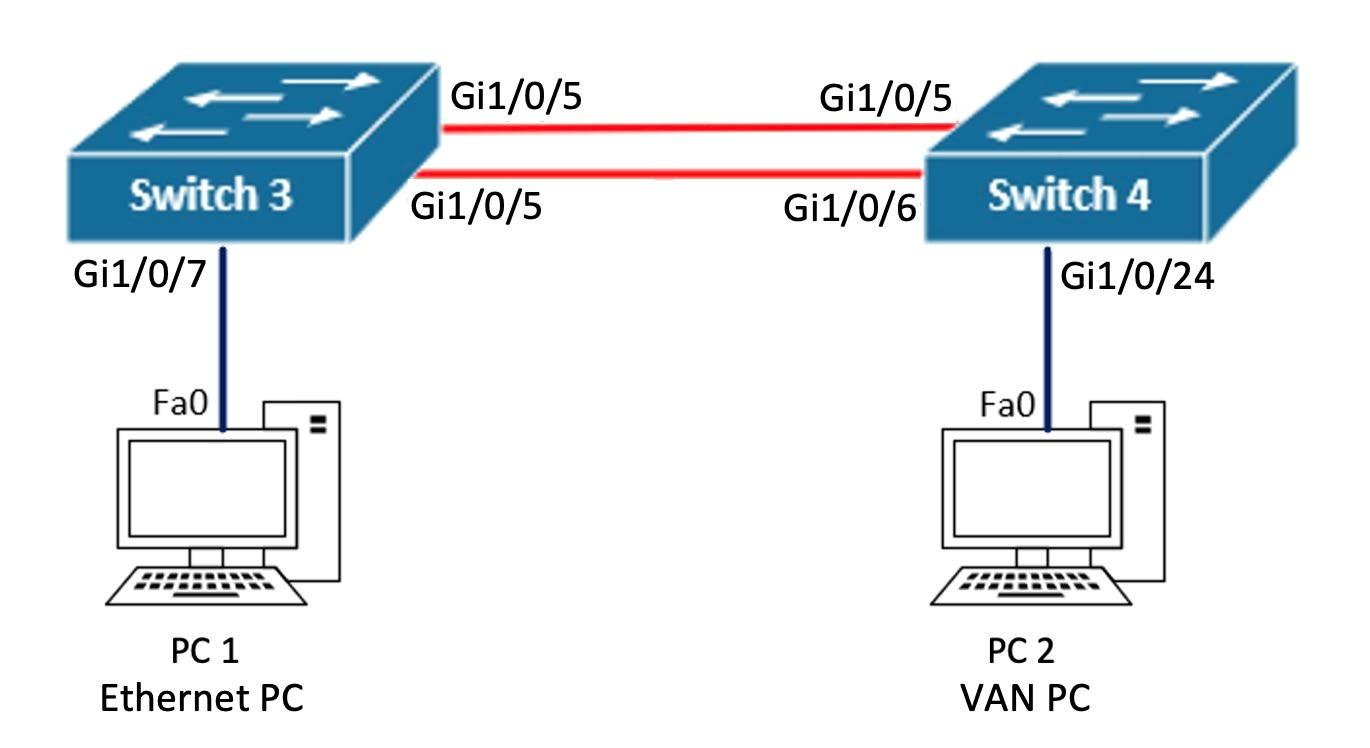 Gi1/0/5
Gi1/0/5
Switch 3
Switch 4
Gi1/0/5
Gi1/0/6
Gi1/0/7
Gi1/0/24
Fa0
Fa0
PC 1
PC 2
Ethernet PC
VAN PC